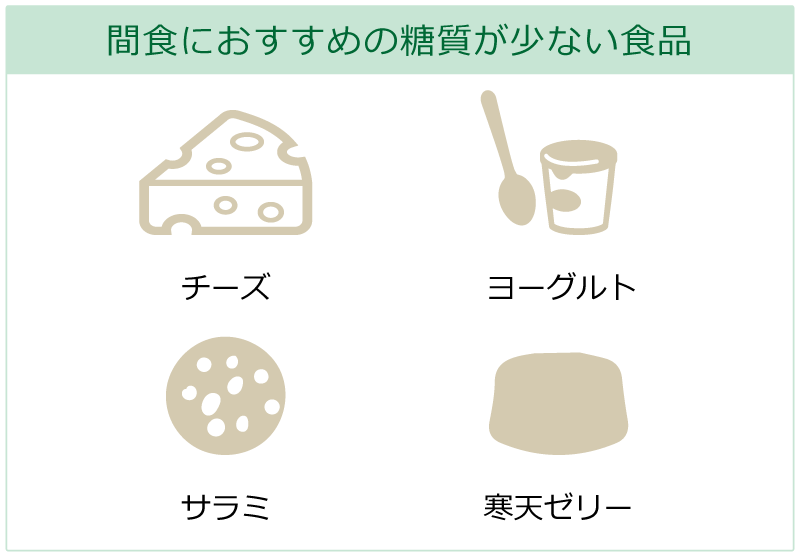 間食におすすめの糖質が少ない食品
チーズ
ヨーグルト
サラミ
寒天ゼリー